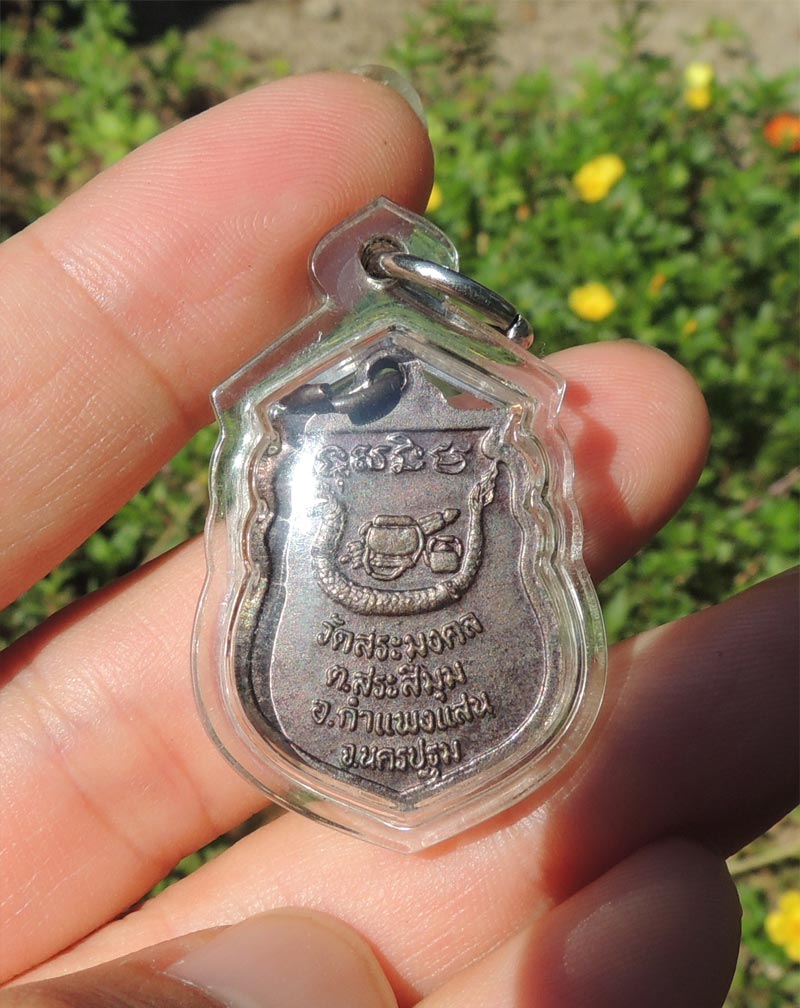 วัดสระมงคล
ต.สระสี่มุม
อ.กำแพงแสน
จ.นครปฐม